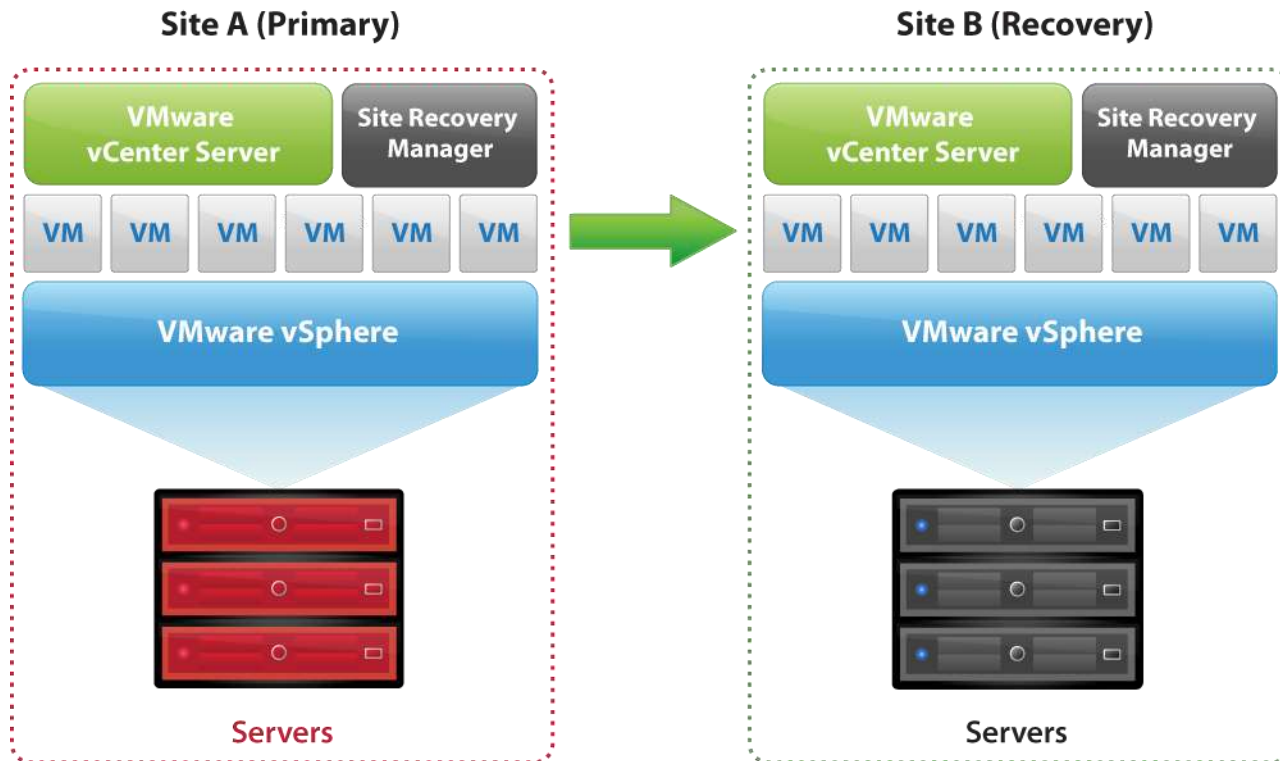 Site A (Primary)
Site B (Recovery)
VMware
vCenter Server
Site Recovery
Manager
VM VM VM VM VM VM
VMware vSphere
Servers
VMware
vCenter Server
Site Recovery
Manager
VM VM VM VM VM VM
VMware vSphere
Servers